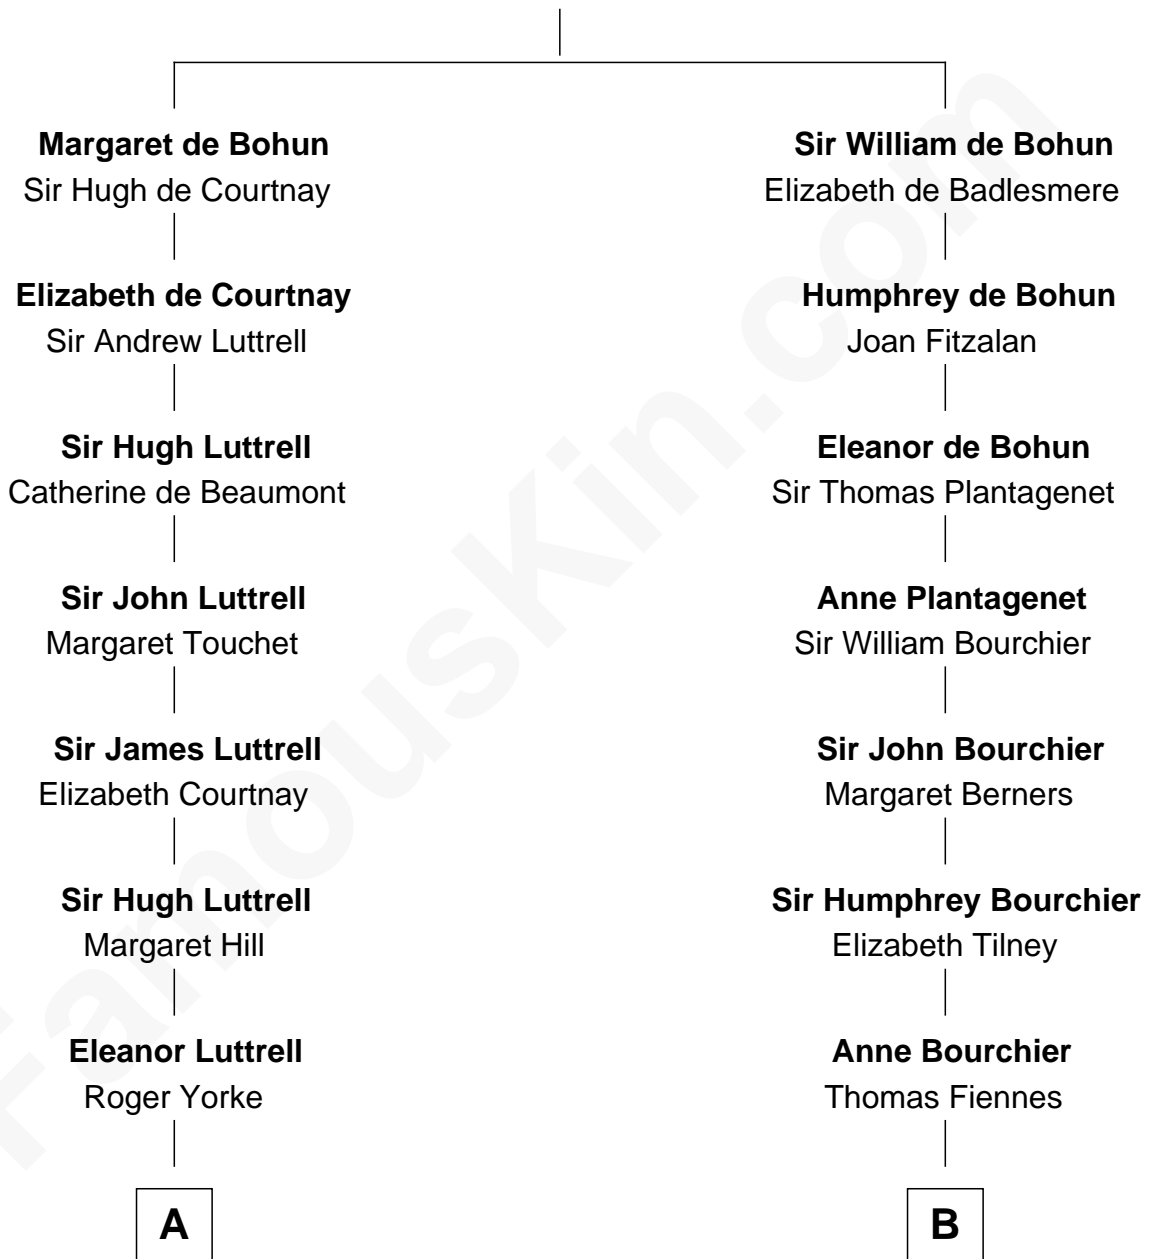 Margaret de Bohun
Sir Hugh de Courtnay
Elizabeth de Courtnay
Sir Andrew Luttrell
Sir Hugh Luttrell
Catherine de Beaumont
Sir John Luttrell
Margaret Touchet
Sir James Luttrell
Elizabeth Courtnay
Sir Hugh Luttrell
Margaret Hill
Eleanor Luttrell
Roger Yorke
A
Sir William de Bohun
Elizabeth de Badlesmere
Humphrey de Bohun
Joan Fitzalan
Eleanor de Bohun
Sir Thomas Plantagenet
Anne Plantagenet
Sir William Bourchier
Sir John Bourchier
Margaret Berners
Sir Humphrey Bourchier
Elizabeth Tilney
Anne Bourchier
Thomas Fiennes
B
FamousKin.com